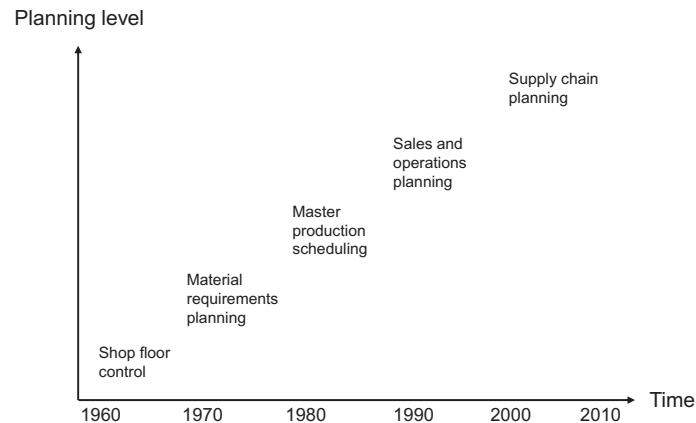 Planning level
Supply chain
planning
Sales and
operations
planning
Master
production
scheduling
Material
requirements
planning
Shop floor
control
Time
1960 1970 1980 1990 2000 2010